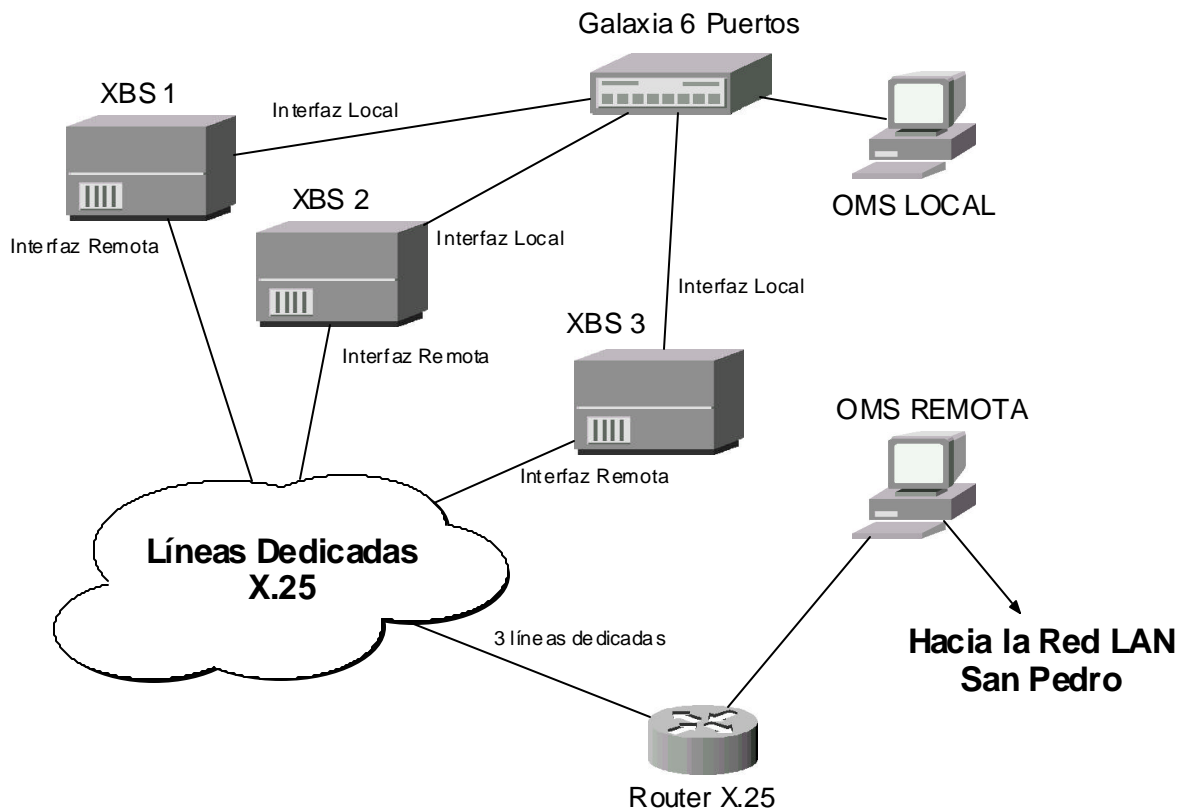 Galaxia 6 Puertos
XBS 1
Interfaz Local
XBS 2
OMS LOCAL
Interfaz Remota
Interfaz Local
Interfaz Local
XBS 3
Interfaz Remota
OMS REMOTA
Interfaz Remota
Líneas Dedicadas
X.25
3 líneas dedicadas
Hacia la Red LAN
San Pedro
Router X.25